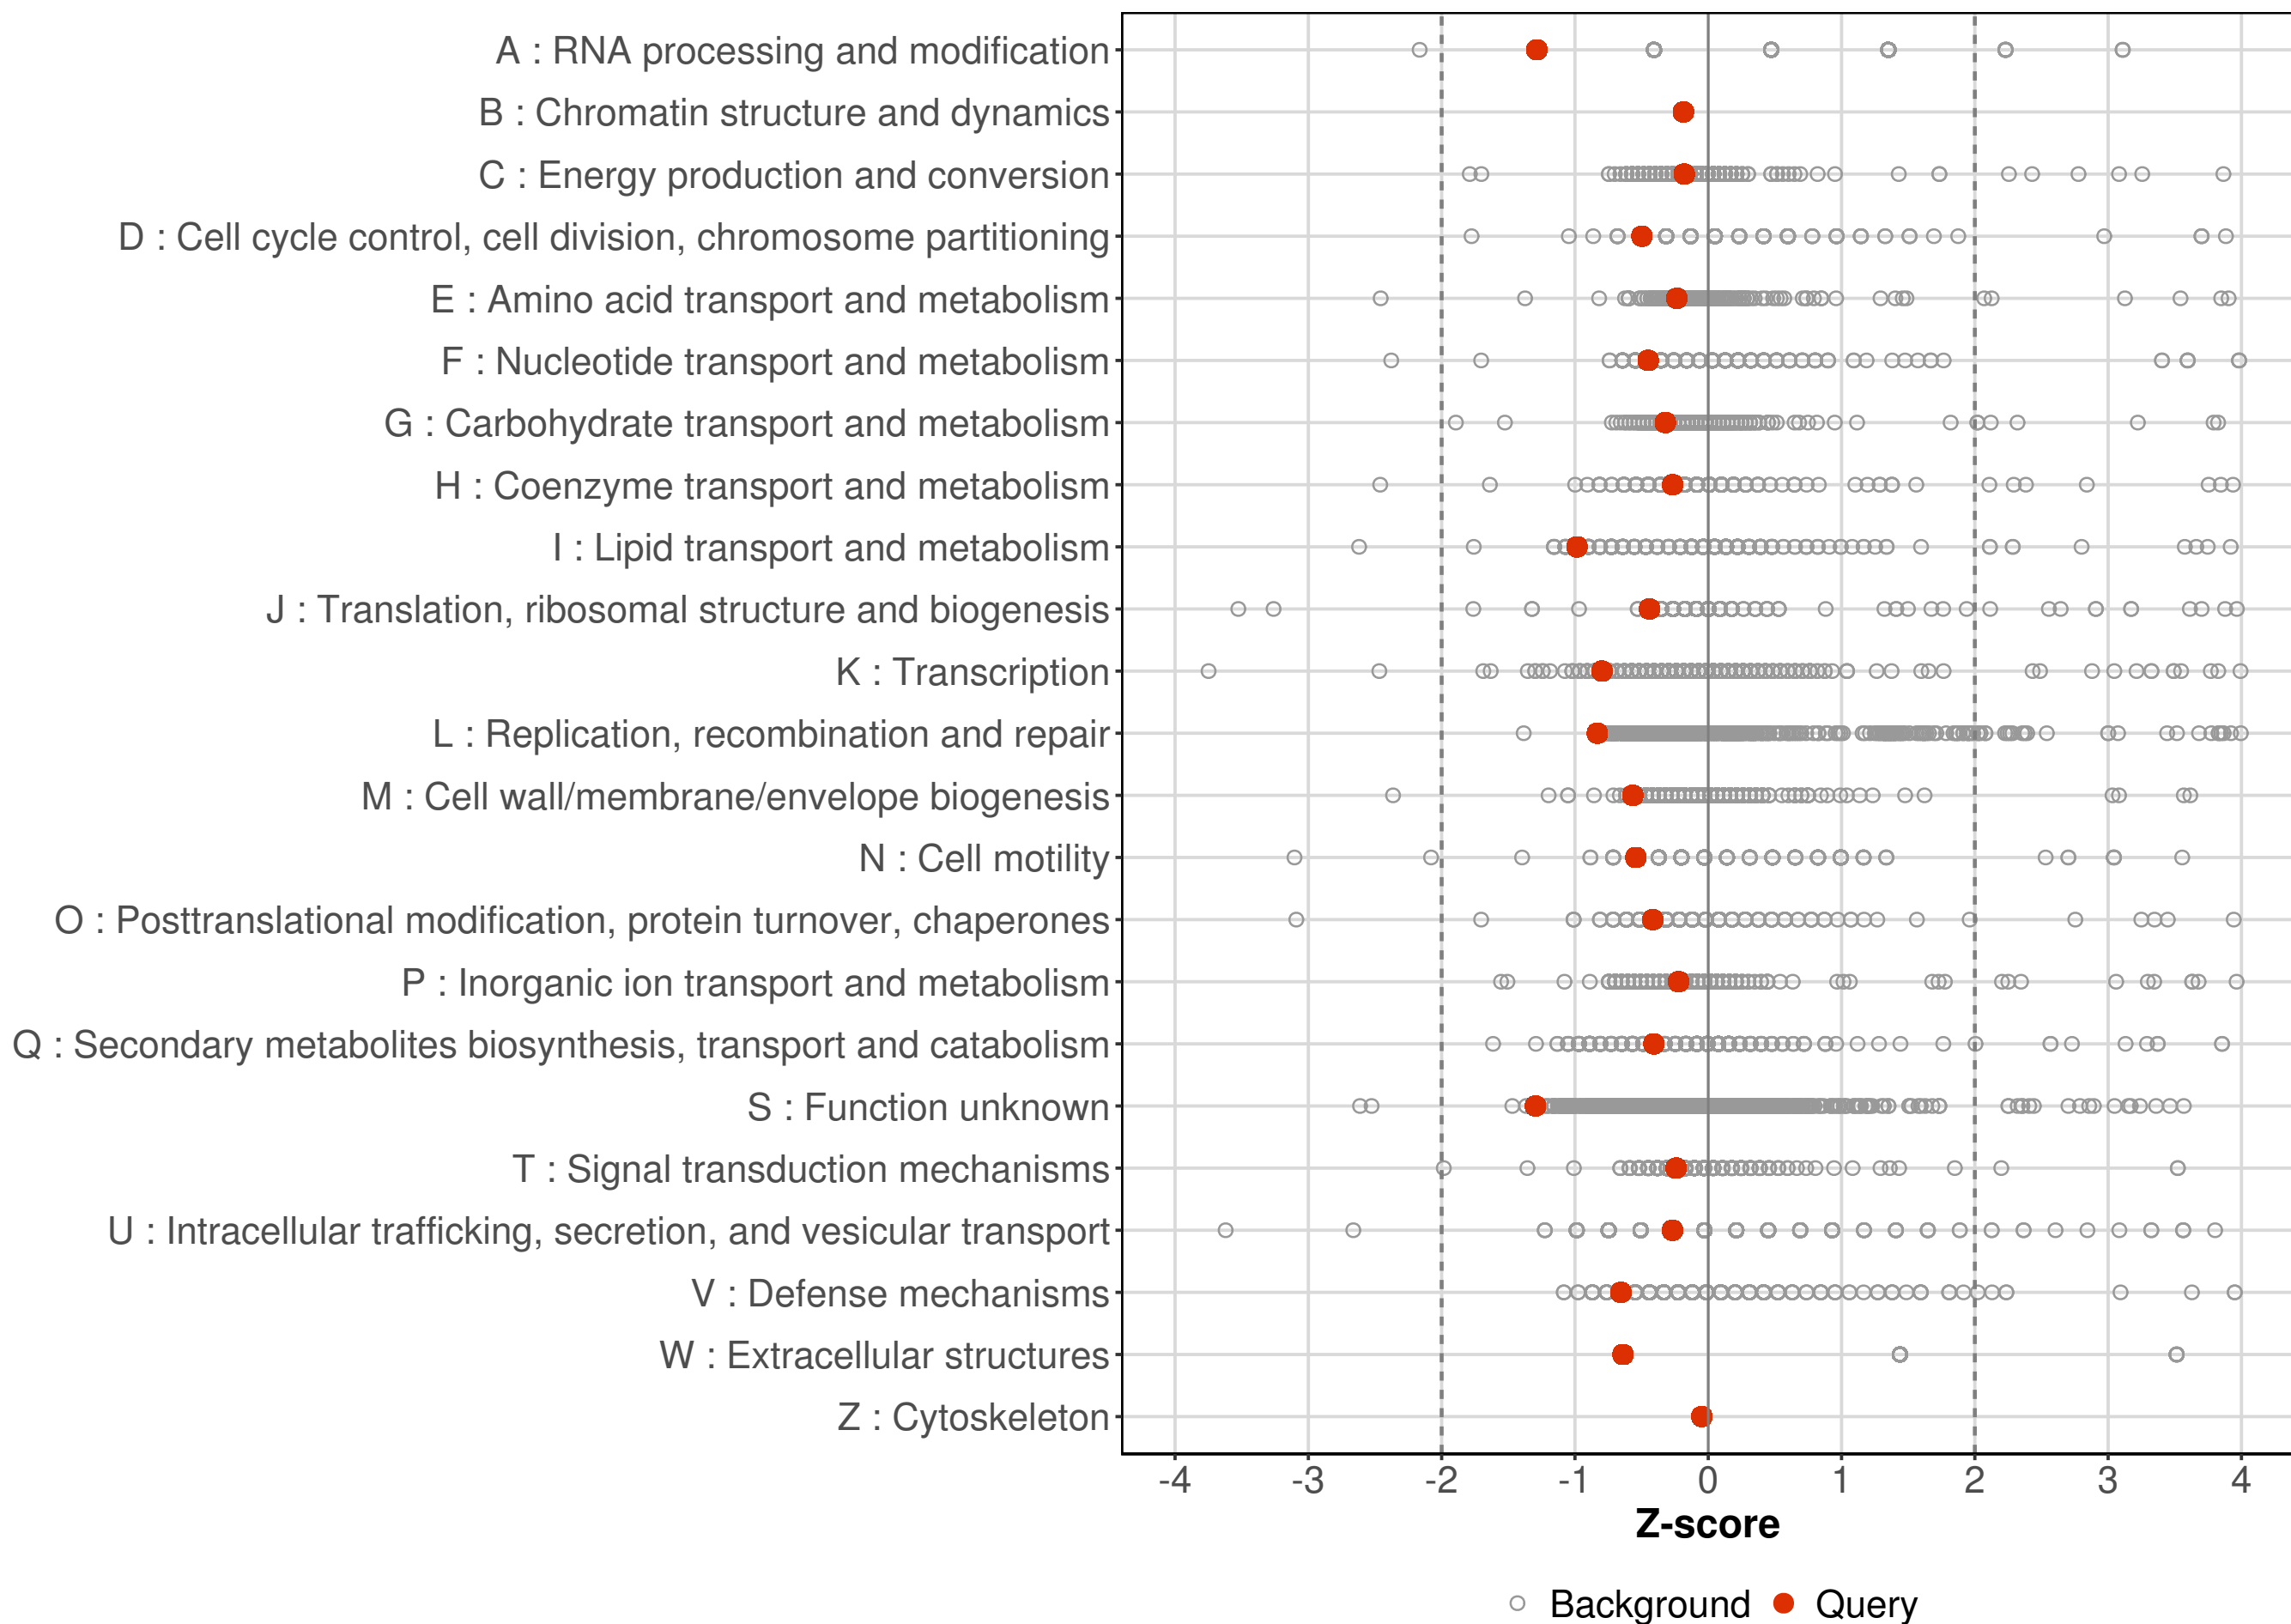 A : RNA processing and modification
B : Chromatin structure and dynamics
C : Energy production and conversion
D : Cell cycle control, cell division, chromosome partitioning
E : Amino acid transport and metabolism
F : Nucleotide transport and metabolism
G : Carbohydrate transport and metabolism
H : Coenzyme transport and metabolism
I : Lipid transport and metabolism
J : Translation, ribosomal structure and biogenesis
K : Transcription
L : Replication, recombination and repair
M : Cell wall/membrane/envelope biogenesis
N : Cell motility
O : Posttranslational modification, protein turnover, chaperones
P : Inorganic ion transport and metabolism
Q : Secondary metabolites biosynthesis, transport and catabolism
S : Function unknown
T : Signal transduction mechanisms
U : Intracellular trafficking, secretion, and vesicular transport
V : Defense mechanisms
W : Extracellular structures
Z : Cytoskeleton
-4 -3 -2 -1 0 1 2 3 4
Z-score
Background Query